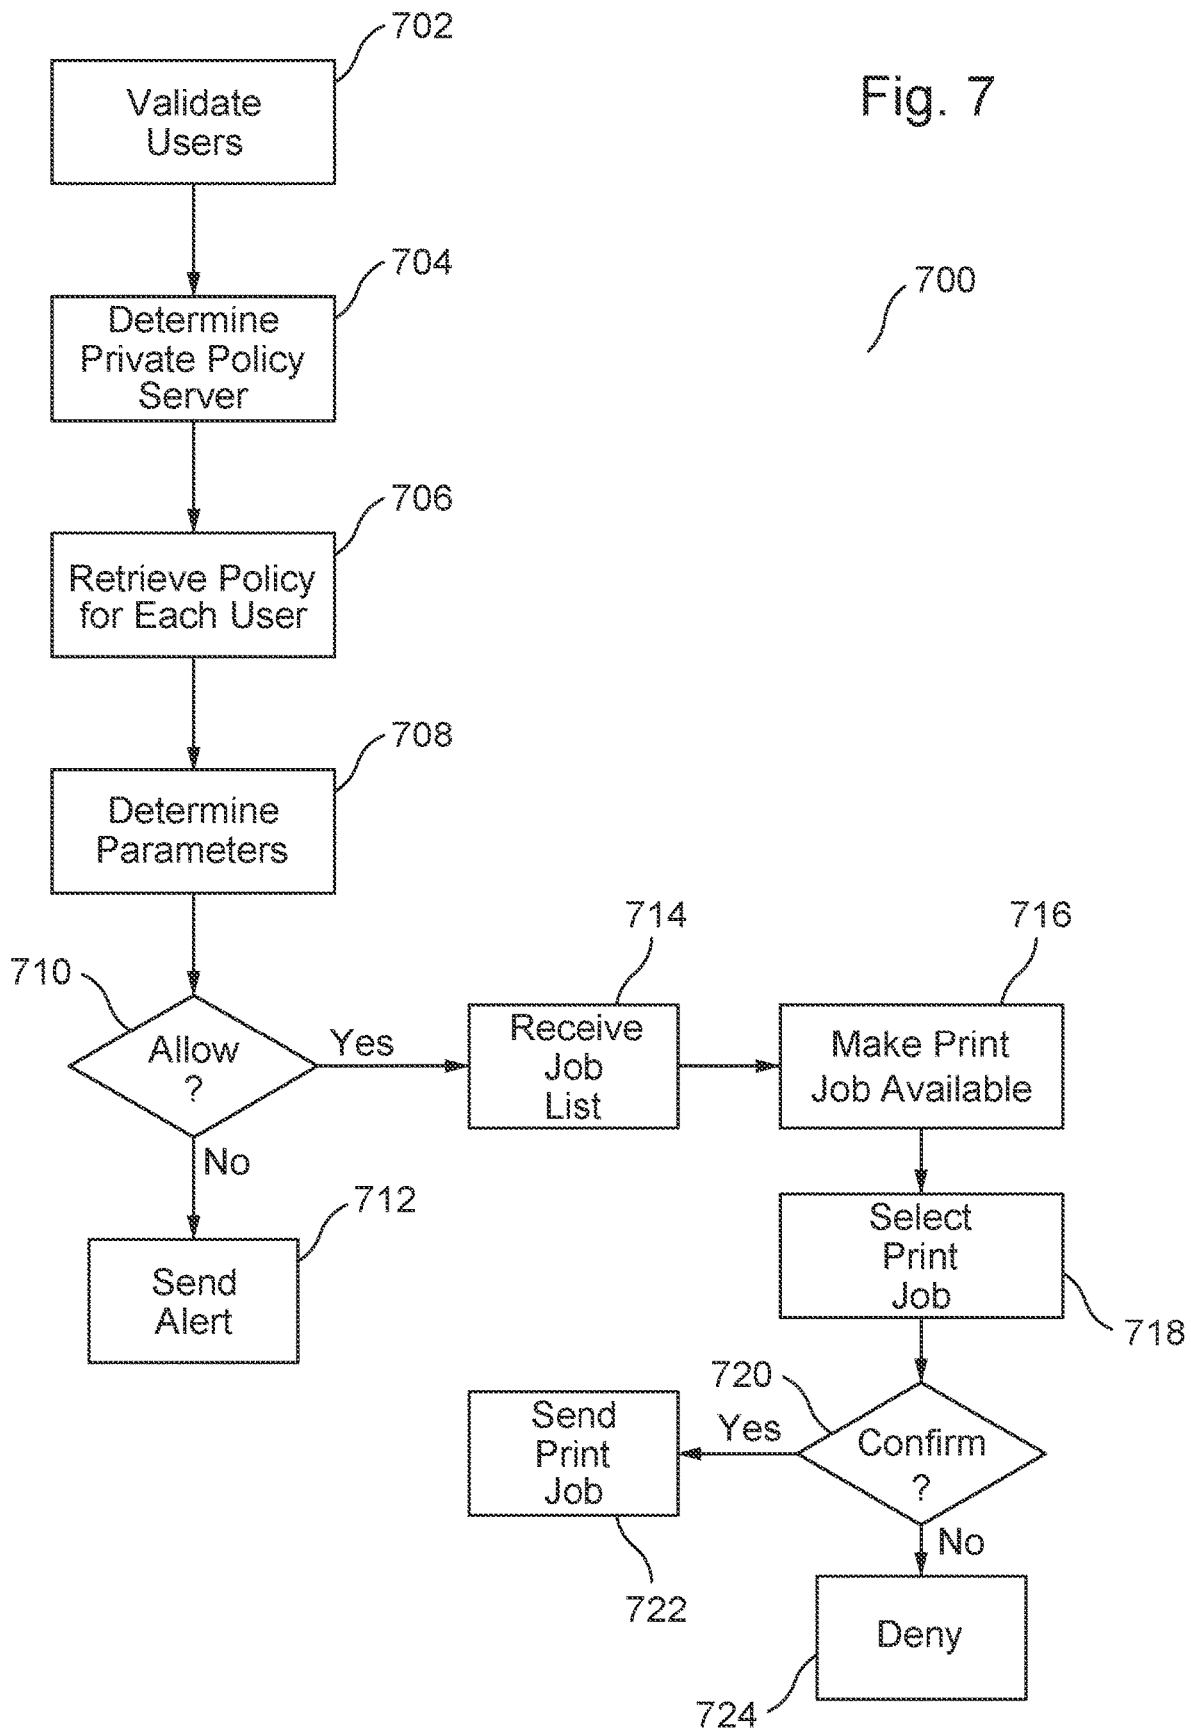 702
Validate
Users
Fig. 7
704
Determine
Private Policy
Server
700
706
Retrieve Policy
for Each User
708
Determine
Parameters
710
Allow
?
Yes
No
712
Send
Alert
714
Receive
Job
List
716
Make Print
Job Available
Select
Print
Job
718
720
Confirm
?
Yes
Send
Print
Job
722
No
Deny
724